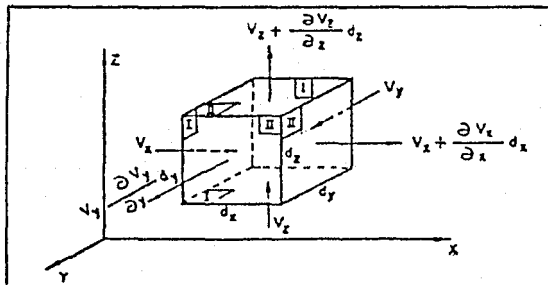 V_z + ∂V_z/∂z d_z
Z
I
II
I
II
II
V_y
V_x
d_z
V_x + ∂V_x/∂x d_x
V_y ∂V_y/∂y d_y
I
d_x
V_z
d_y
X
Y